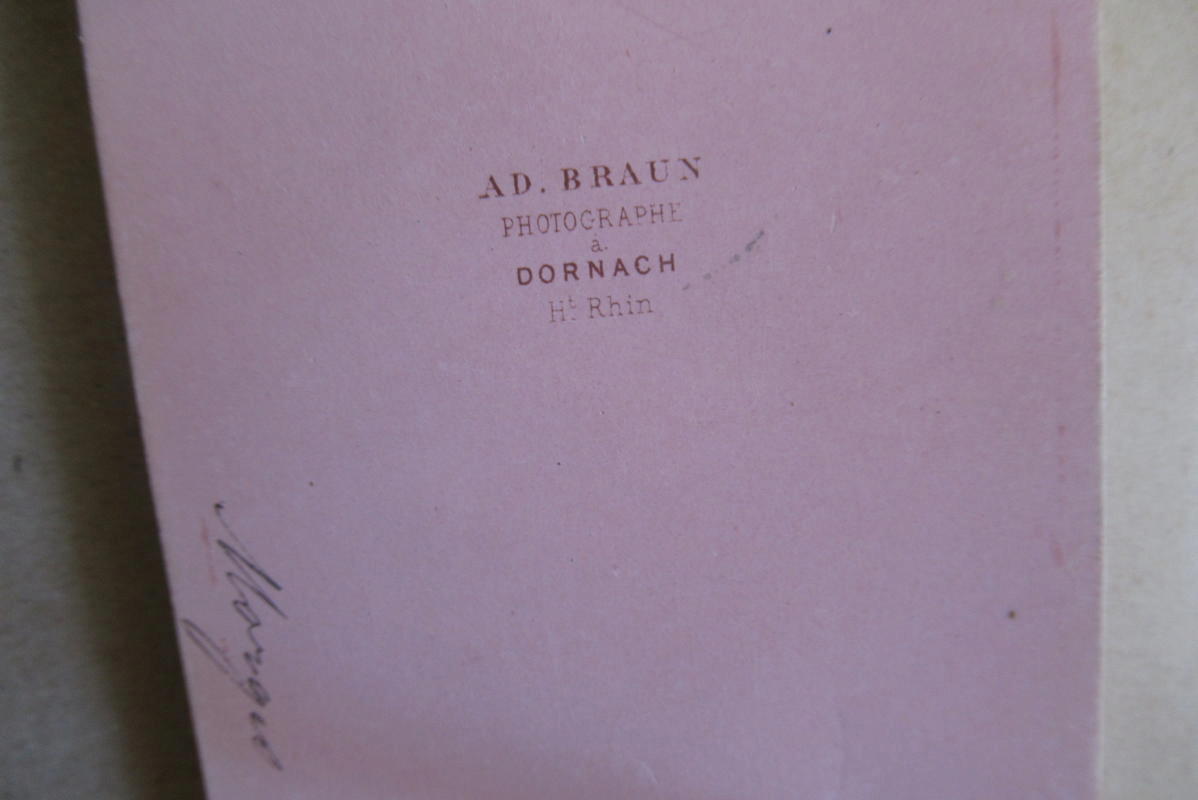 AD. BRAUN
PHOTOGRAPHE
à
DORNACH
Ht Rhin